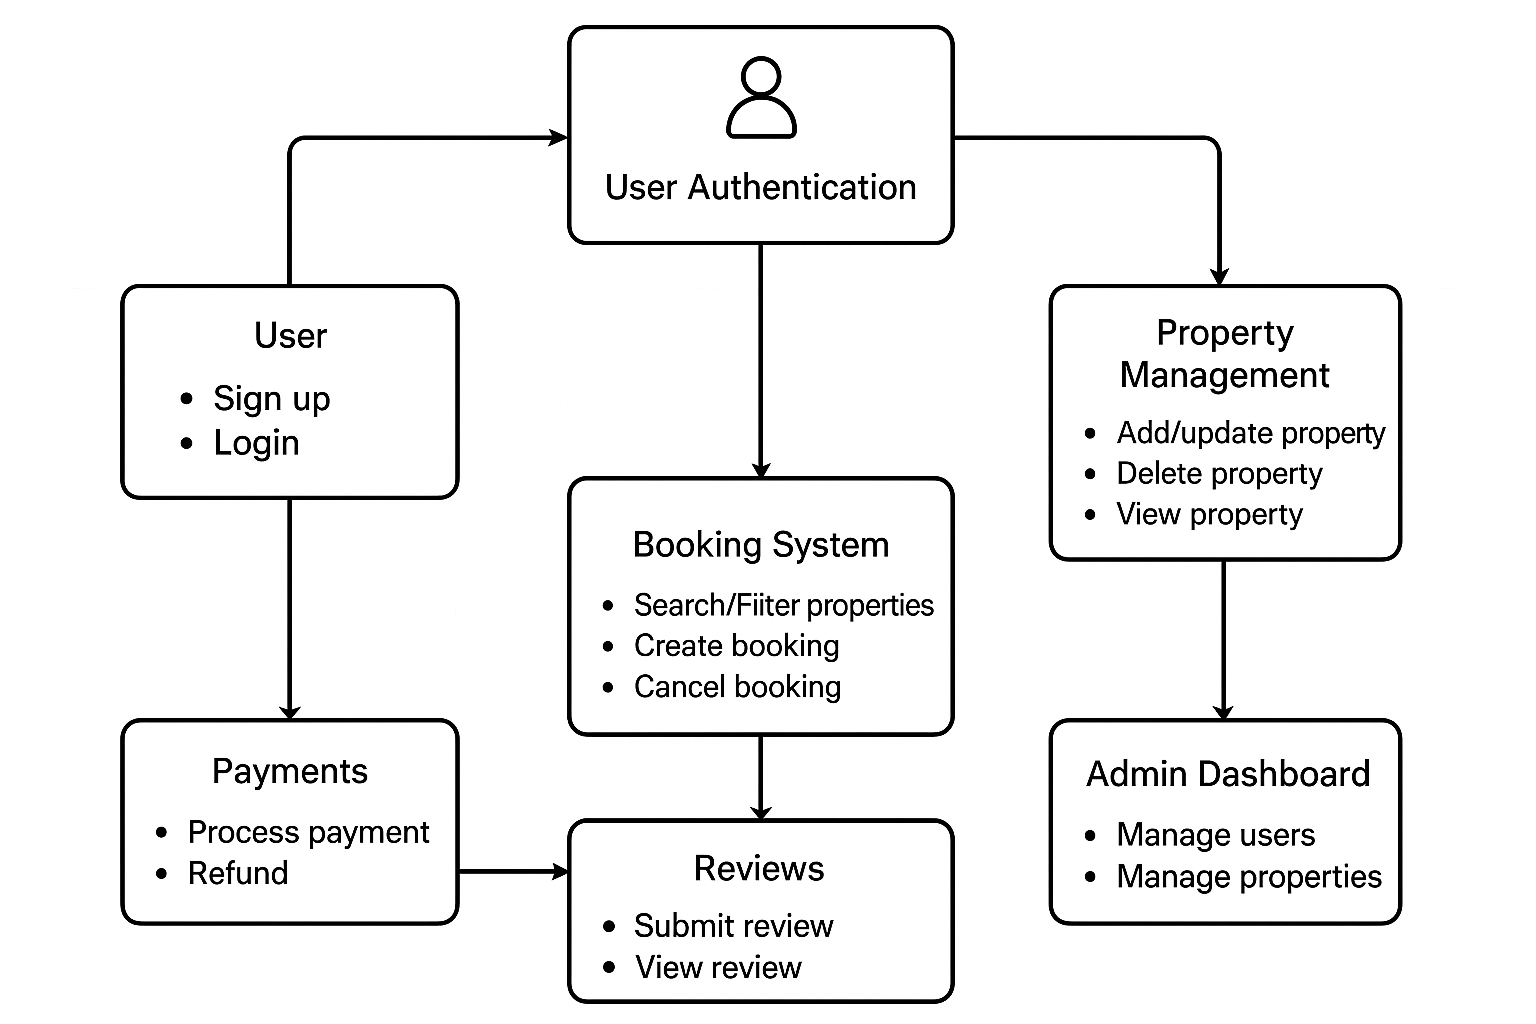 User Authentication
User
• Sign up
• Login
Property
Management
• Add/update property
• Delete property
• View property
Booking System
• Search/Fiiter properties
• Create booking
• Cancel booking
Payments
• Process payment
• Refund
Reviews
• Submit review
• View review
Admin Dashboard
• Manage users
• Manage properties